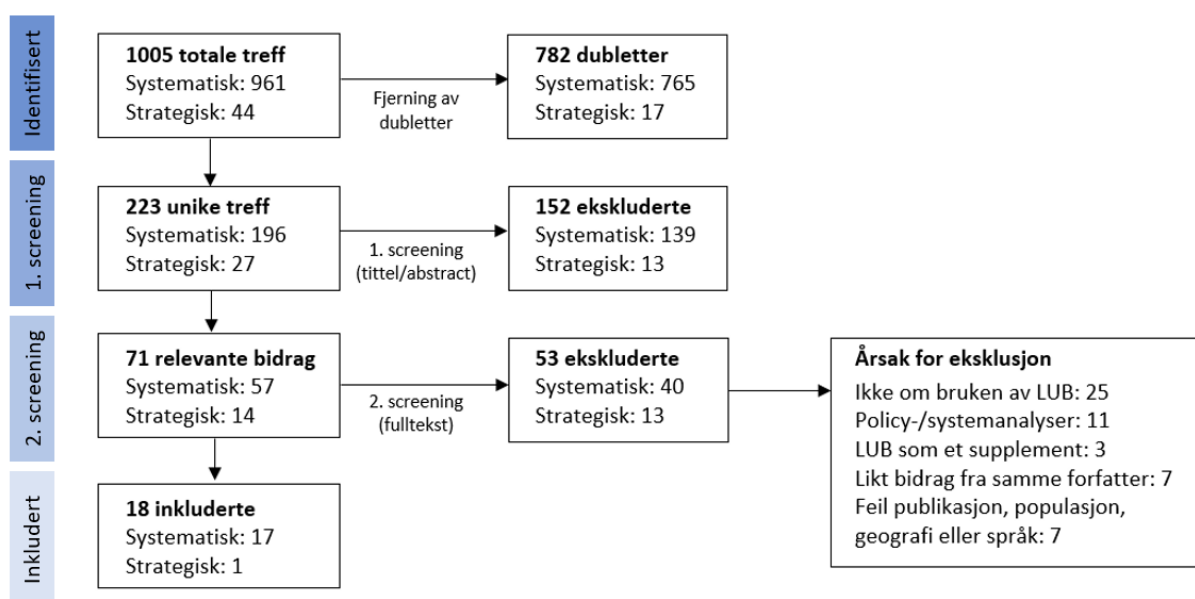 Identifisert
1005 totale treff
Systematisk: 961
Strategisk: 44
Fjerning av
dubletter
782 dubletter
Systematisk: 765
Strategisk: 17
1. screening
223 unike treff
Systematisk: 196
Strategisk: 27
1. screening
(tittel/abstract)
152 ekskluderte
Systematisk: 139
Strategisk: 13
2. screening
71 relevante bidrag
Systematisk: 57
Strategisk: 14
2. screening
(fulltekst)
53 ekskluderte
Systematisk: 40
Strategisk: 13
Årsak for eksklusjon
Ikke om bruken av LUB: 25
Policy-/systemanalyser: 11
LUB som et supplement: 3
Likt bidrag fra samme forfatter: 7
Feil publikasjon, populasjon,
geografi eller språk: 7
Inkludert
18 inkluderte
Systematisk: 17
Strategisk: 1